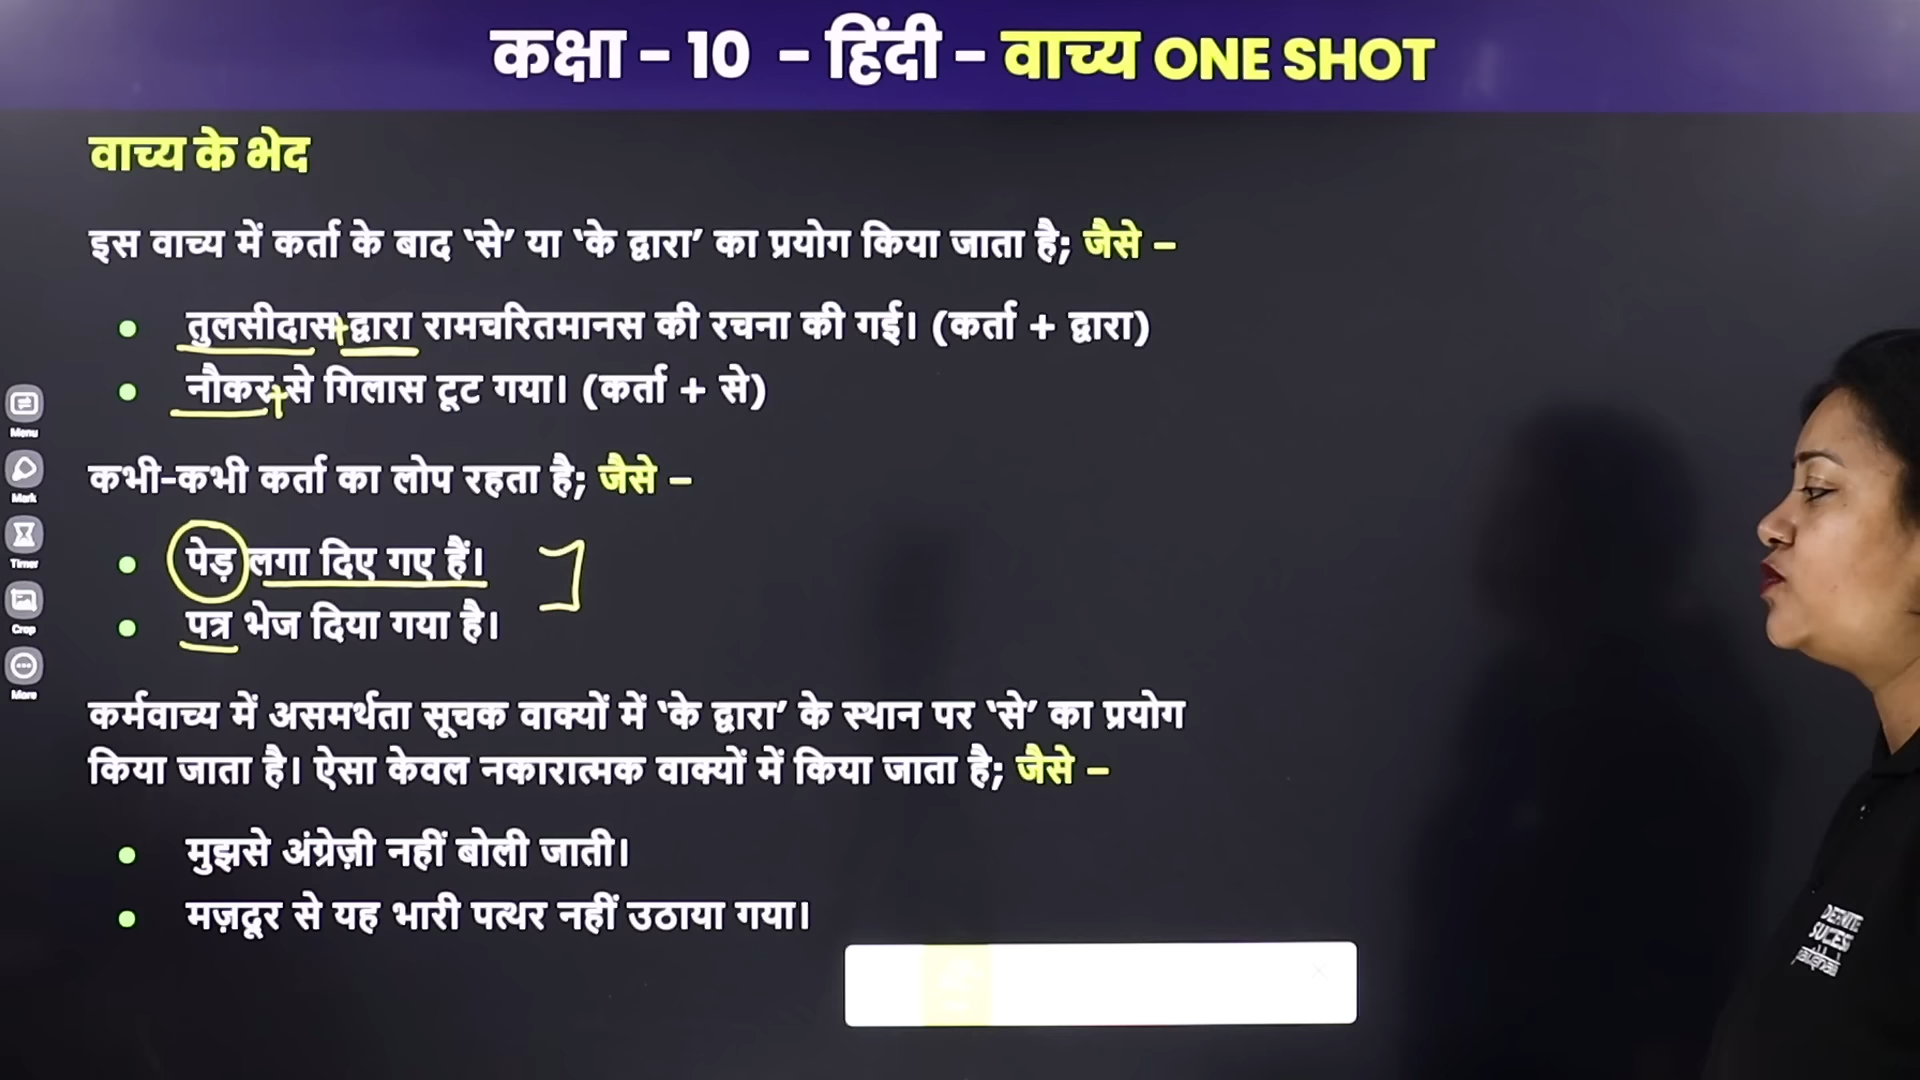 कक्षा - 10 - हिंदी - वाच्य ONE SHOT
वाच्य के भेद
इस वाच्य में कर्ता के बाद ‘से’ या ‘के द्वारा’ का प्रयोग किया जाता है; जैसे –
तुलसीदास+द्वारा रामचरितमानस की रचना की गई। (कर्ता + द्वारा)
नौकर+से गिलास टूट गया। (कर्ता + से)
कभी-कभी कर्ता का लोप रहता है; जैसे –
पेड़ लगा दिए गए हैं।
पत्र भेज दिया गया है।
कर्मवाच्य में असमर्थता सूचक वाक्यों में ‘के द्वारा’ के स्थान पर ‘से’ का प्रयोग
किया जाता है। ऐसा केवल नकारात्मक वाक्यों में किया जाता है; जैसे –
मुझसे अंग्रेज़ी नहीं बोली जाती।
मज़दूर से यह भारी पत्थर नहीं उठाया गया।
Menu
Mark
Timer
Crop
More